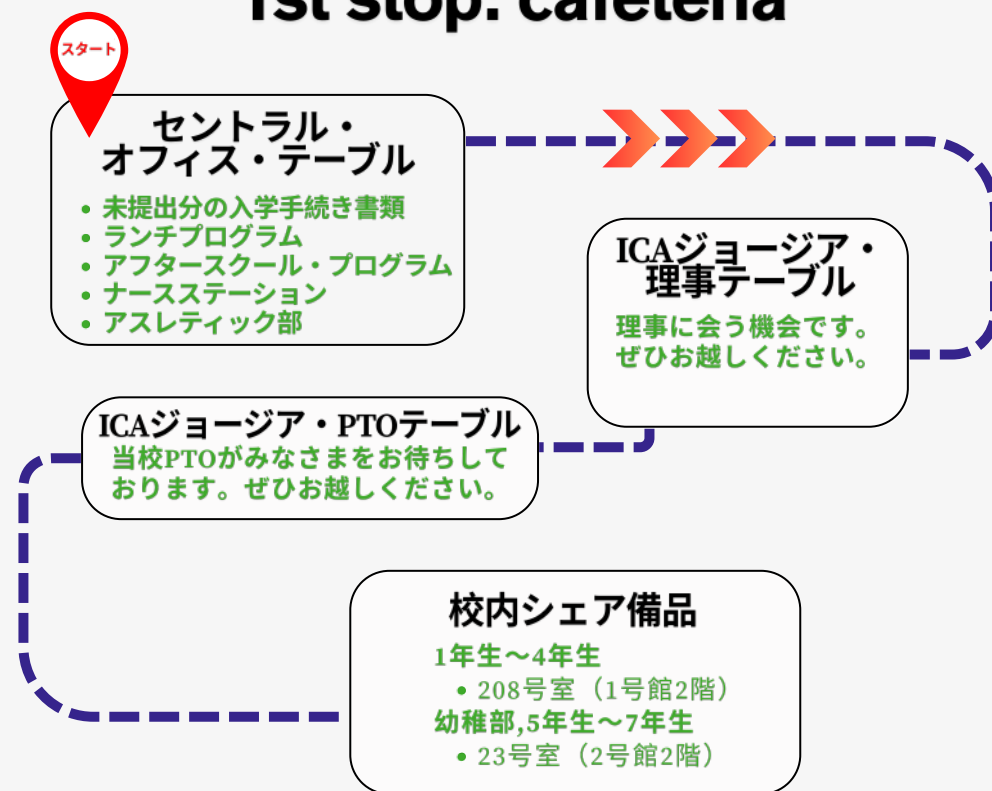 1st stop: cafeteria
スタート
セントラル・
オフィス・テーブル
• 未提出分の入学手続き書類
• ランチプログラム
• アフタースクール・プログラム
• ナースステーション
• アスレティック部
ICAジョージア・
理事テーブル
理事に会う機会です。
ぜひお越しください。
ICAジョージア・PTOテーブル
当校PTOがみなさまをお待ちして
おります。ぜひお越しください。
校内シェア備品
1年生〜4年生
• 208号室（1号館2階）
幼稚部,5年生〜7年生
• 23号室（2号館2階）